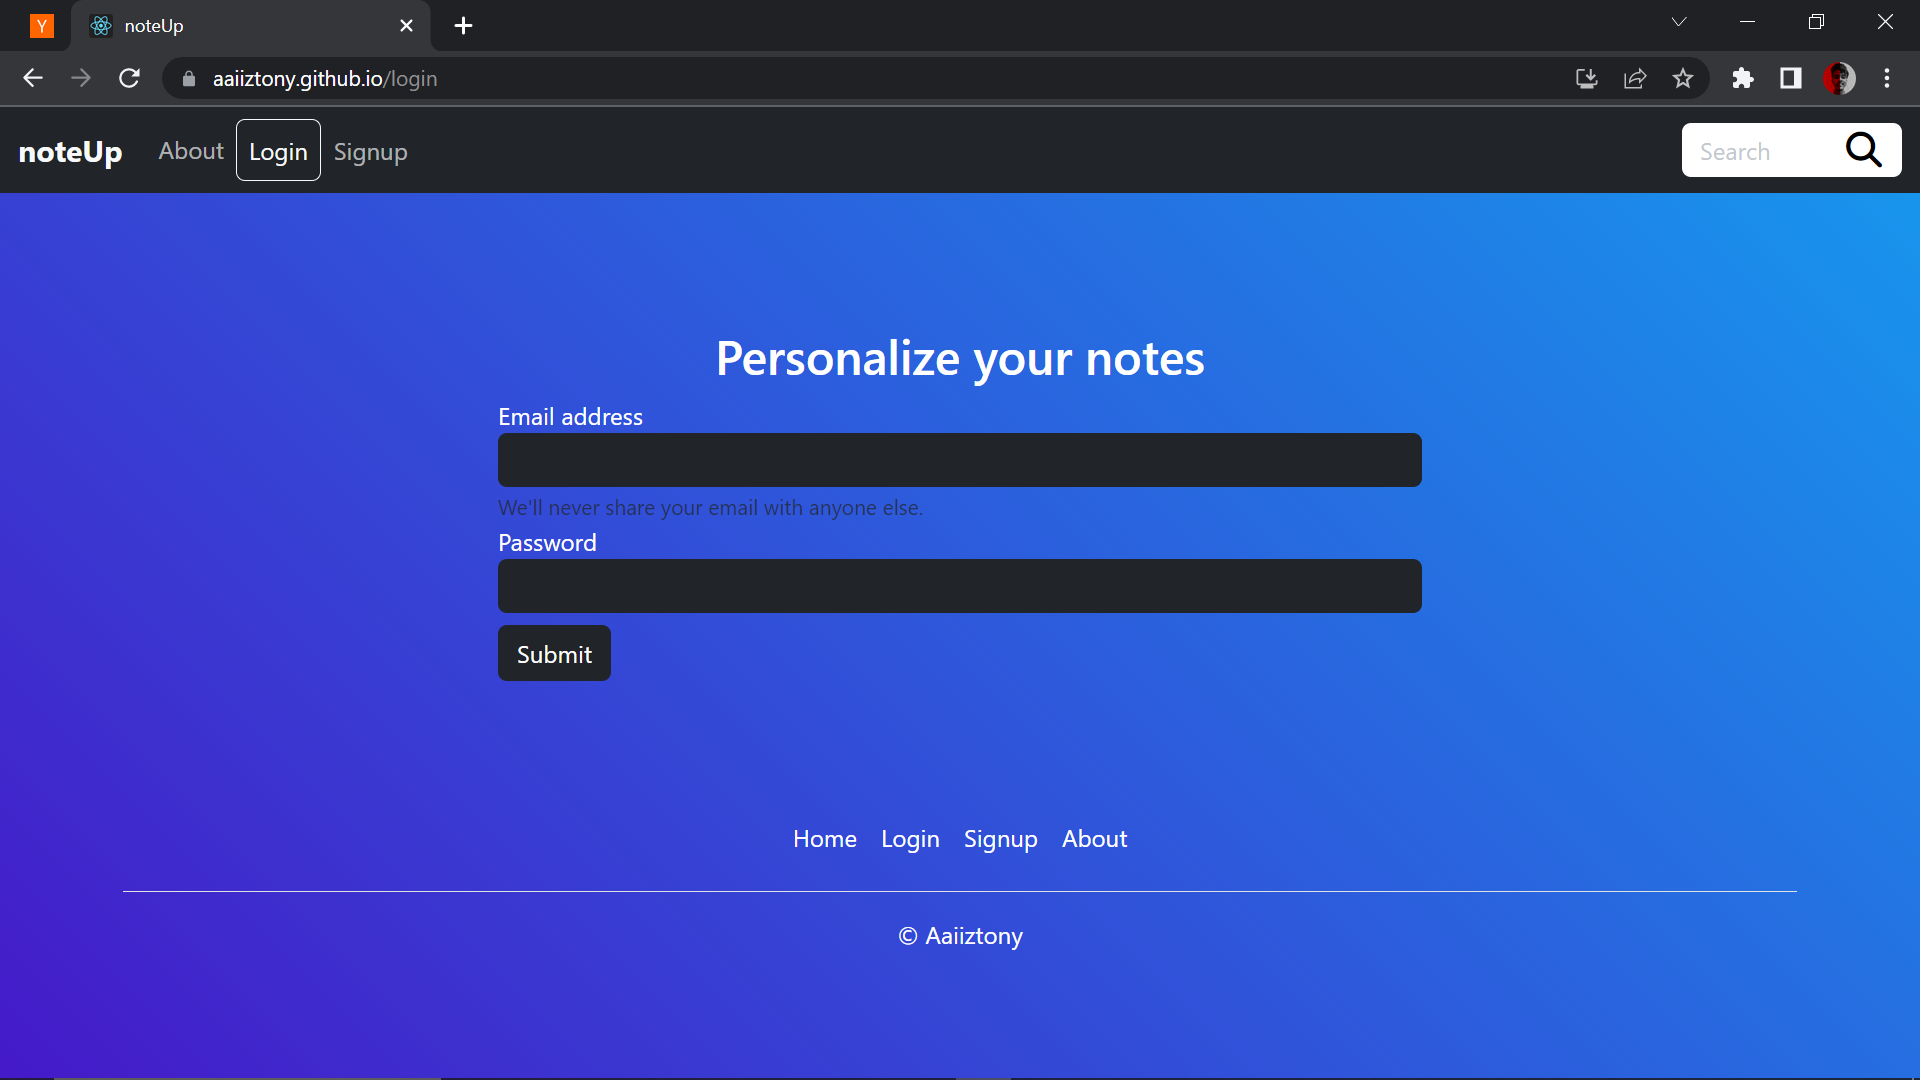 Y
noteUp
aaiiztony.github.io/login
noteUp About Login Signup Search
Personalize your notes
Email address
We'll never share your email with anyone else.
Password
Submit
Home Login Signup About
© Aaiiztony